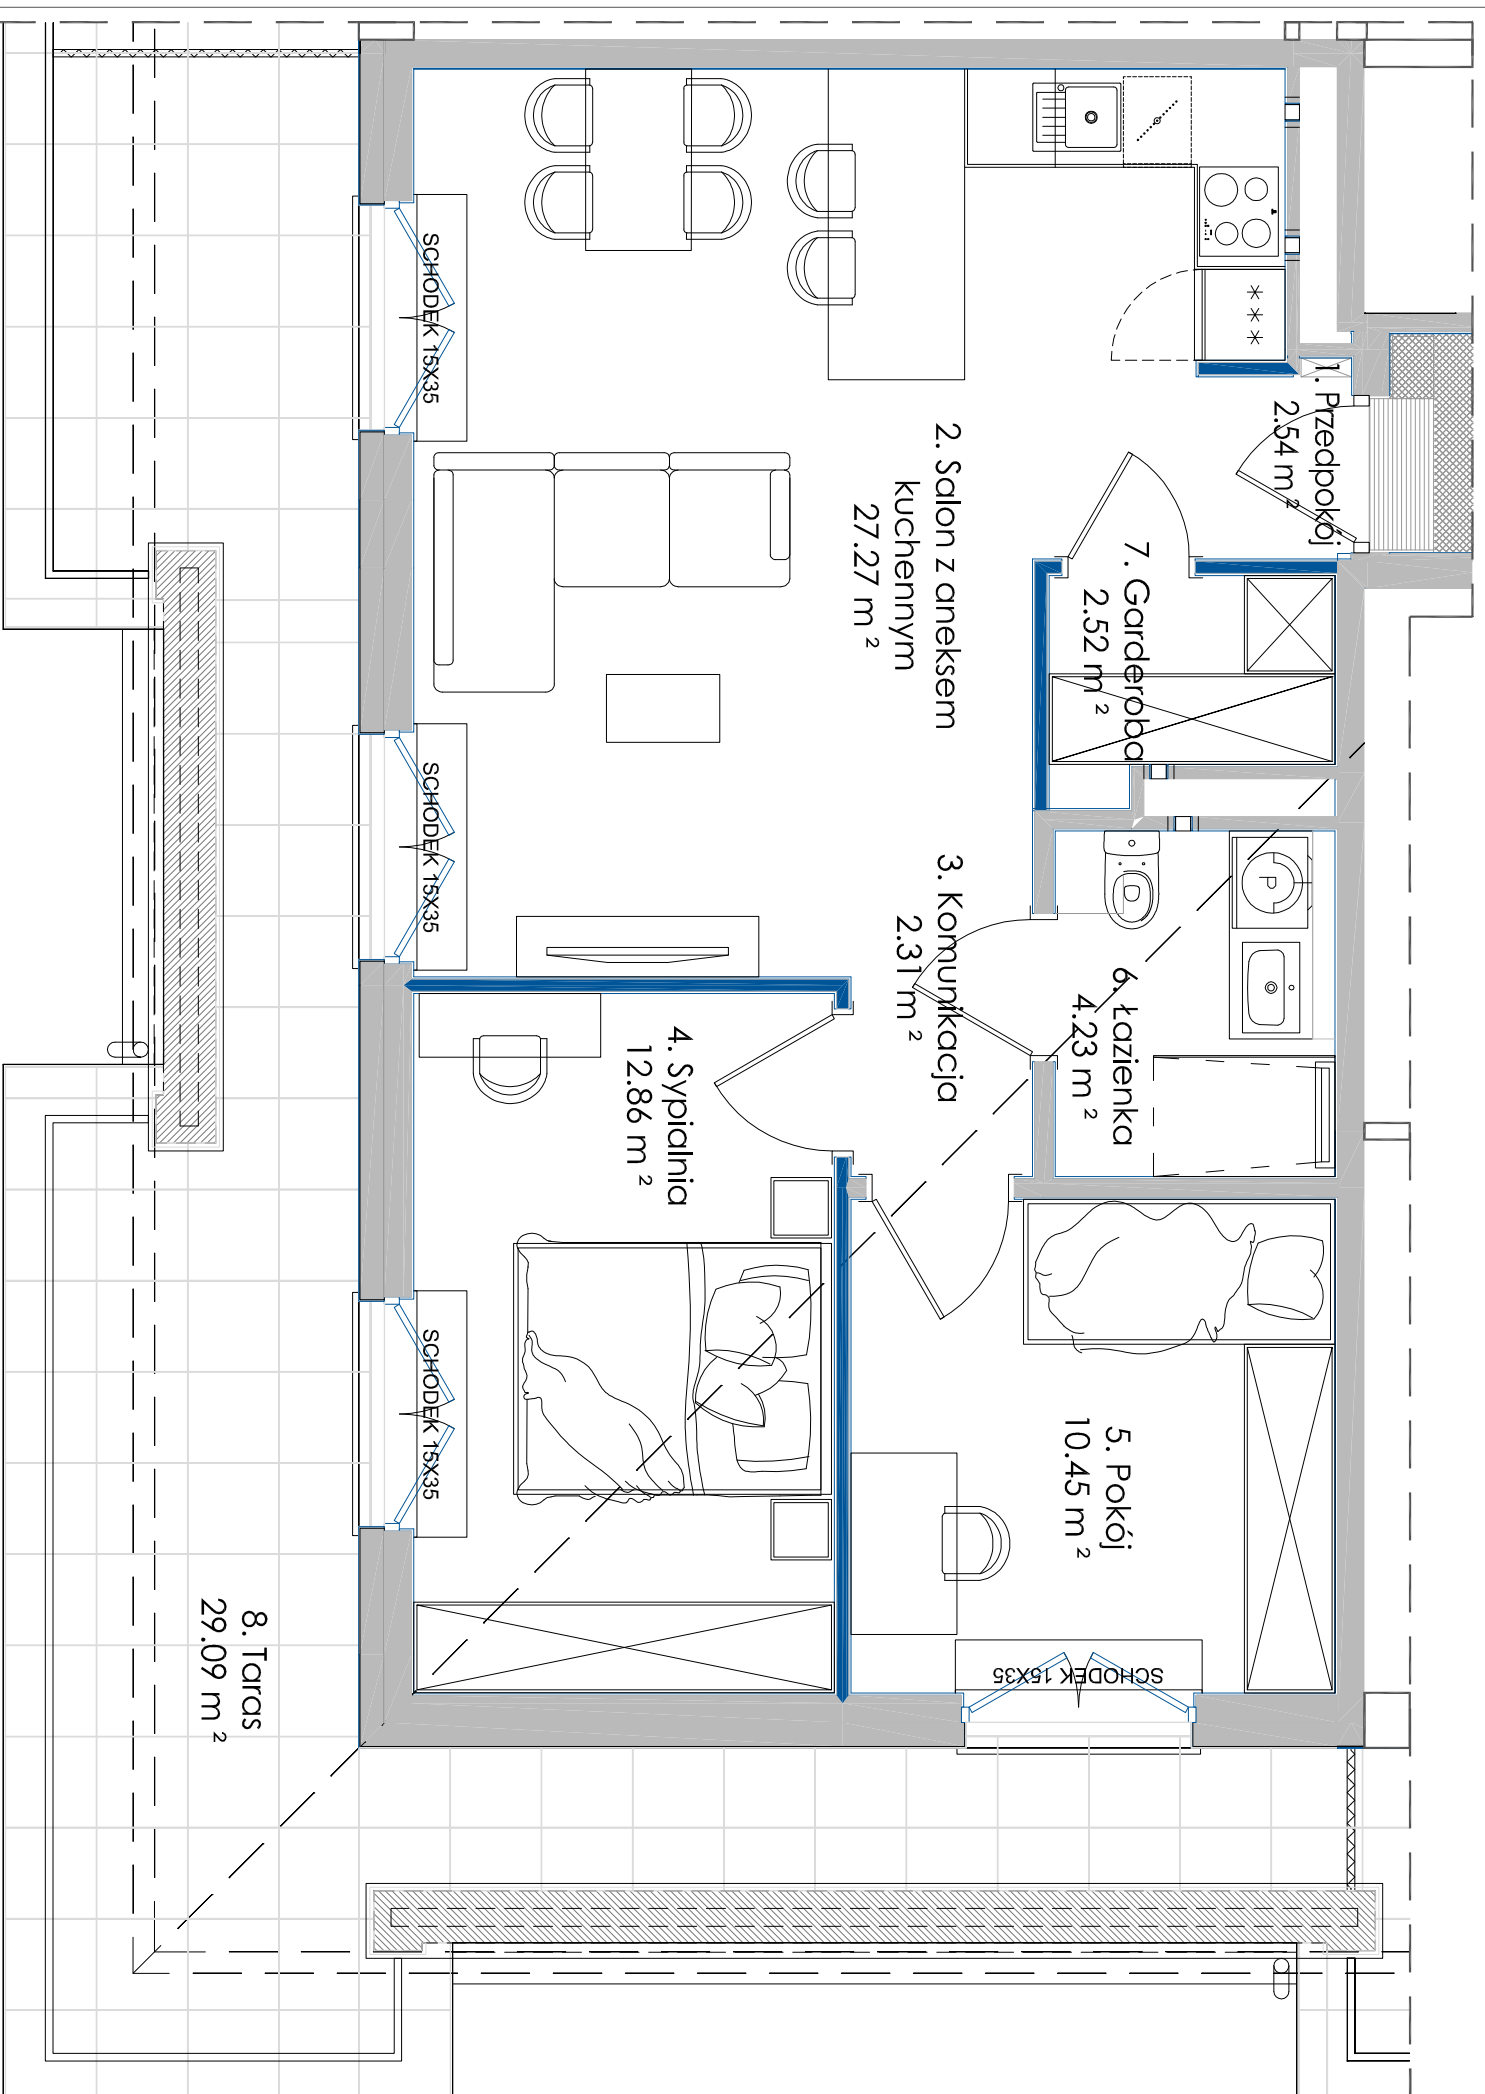 1. Przedpokój
2.54 m²
2. Salon z aneksem
kuchennym
27.27 m²
3. Komunikacja
2.31 m²
4. Sypialnia
12.86 m²
5. Pokój
10.45 m²
6. Łazienka
4.23 m²
7. Garderoba
2.52 m²
8. Taras
29.09 m²
SCHODEK 15X35
SCHODEK 15X35
SCHODEK 15X35
SCHODEK 15X35
P